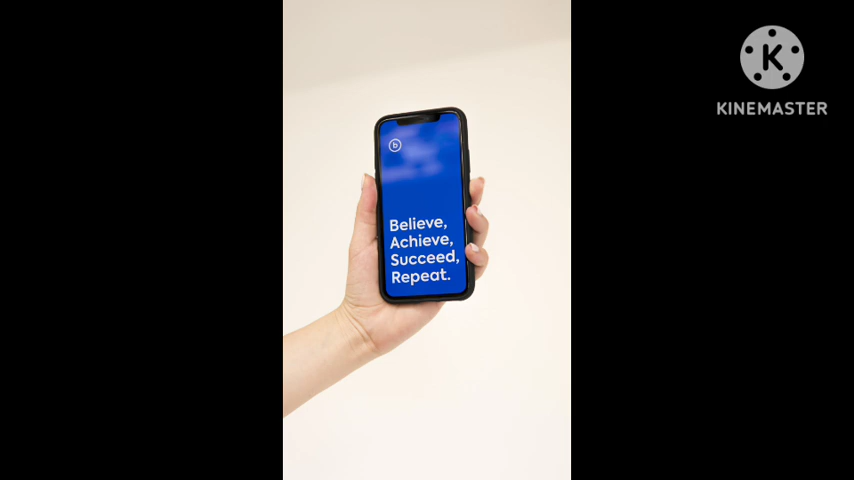 K
KINEMASTER
b
Believe,
Achieve,
Succeed,
Repeat.